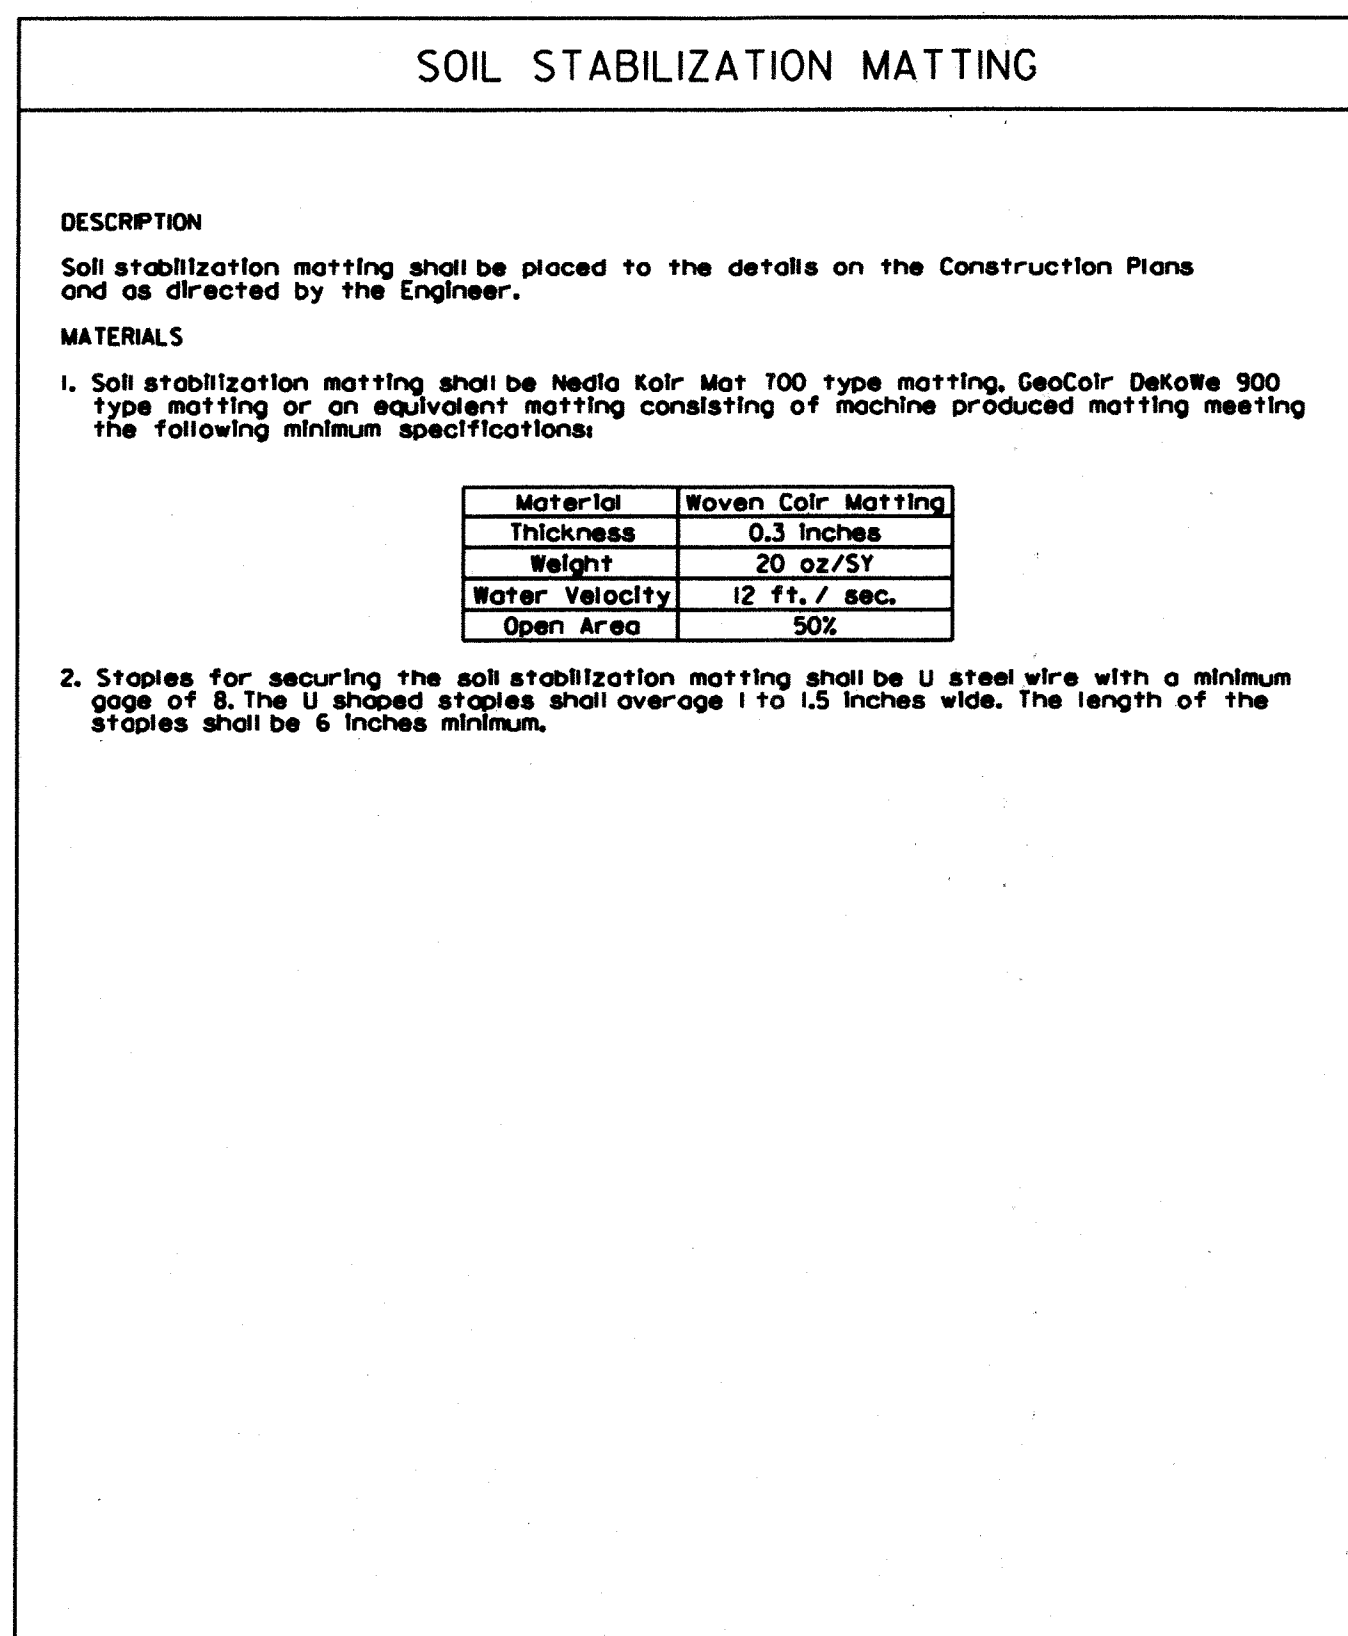 SOIL STABILIZATION MATTING
DESCRIPTION
Soil stabilization matting shall be placed to the details on the Construction Plans
and as directed by the Engineer.
MATERIALS
1. Soil stabilization matting shall be Nedia Koir Mat 700 type matting, GeoCoir DeKoWe 900
type matting or an equivalent matting consisting of machine produced matting meeting
the following minimum specifications:
Material Woven Coir Matting
Thickness 0.3 inches
Weight 20 oz/SY
Water Velocity 12 ft. / sec.
Open Area 50%
2. Staples for securing the soil stabilization matting shall be U steel wire with a minimum
gage of 8. The U shaped staples shall average 1 to 1.5 inches wide. The length of the
staples shall be 6 inches minimum.